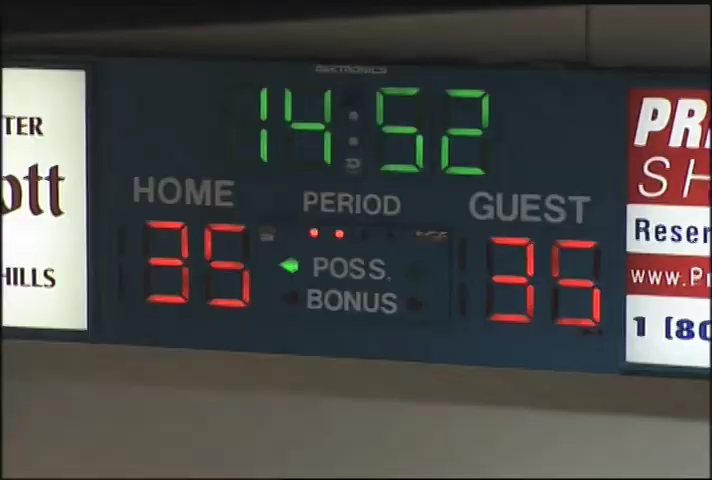 DAKTRONICS
14:52
HOME
PERIOD
GUEST
35
POSS.
35
BONUS
TER
ott
HILLS
PR
SH
Reser
www.P
1 (80